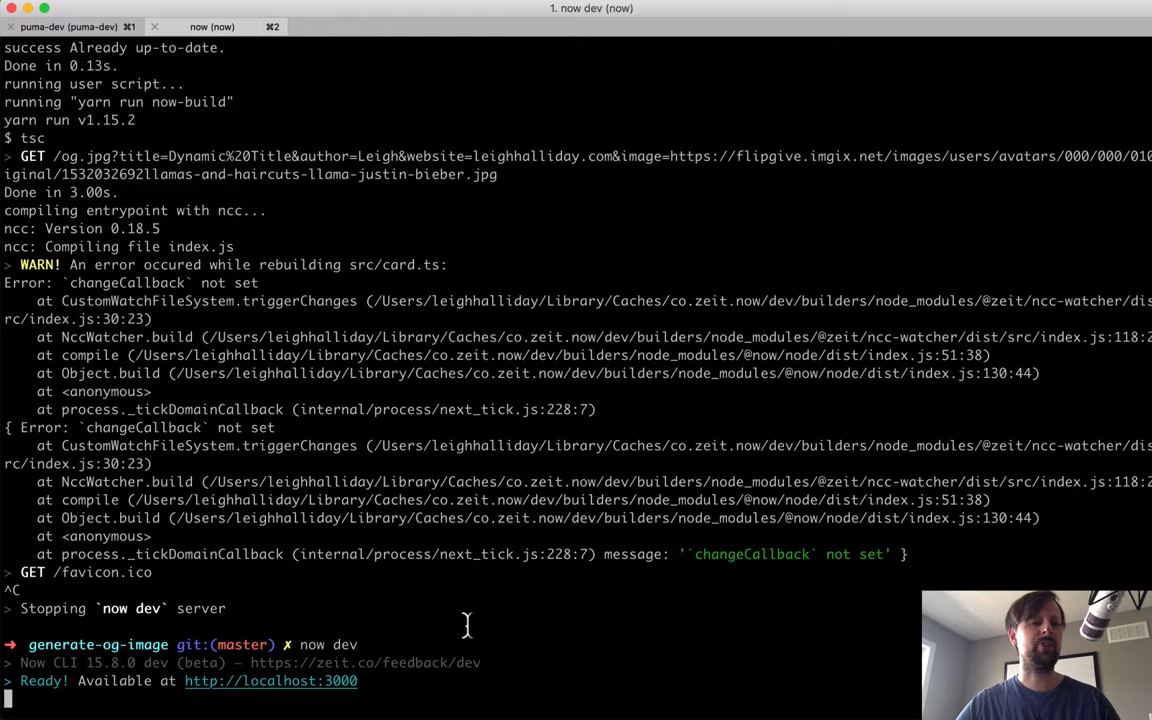 1. now dev (now)
puma-dev (puma-dev) ⌘1
now (now) ⌘2
success Already up-to-date.
Done in 0.13s.
running user script...
running "yarn run now-build"
yarn run v1.15.2
$ tsc
> GET /og.jpg?title=Dynamic%20Title&author=Leigh&website=leighhalliday.com&image=https://flipgive.imgix.net/images/users/avatars/000/000/010
iginal/1532032692llamas-and-haircuts-llama-justin-bieber.jpg
Done in 3.00s.
compiling entrypoint with ncc...
ncc: Version 0.18.5
ncc: Compiling file index.js
> WARN! An error occured while rebuilding src/card.ts:
Error: `changeCallback` not set
at CustomWatchFileSystem.triggerChanges (/Users/leighhalliday/Library/Caches/co.zeit.now/dev/builders/node_modules/@zeit/ncc-watcher/dis
rc/index.js:30:23)
at NccWatcher.build (/Users/leighhalliday/Library/Caches/co.zeit.now/dev/builders/node_modules/@zeit/ncc-watcher/dist/src/index.js:118:2
at compile (/Users/leighhalliday/Library/Caches/co.zeit.now/dev/builders/node_modules/@now/node/dist/index.js:51:38)
at Object.build (/Users/leighhalliday/Library/Caches/co.zeit.now/dev/builders/node_modules/@now/node/dist/index.js:130:44)
at <anonymous>
at process._tickDomainCallback (internal/process/next_tick.js:228:7)
{ Error: `changeCallback` not set
at CustomWatchFileSystem.triggerChanges (/Users/leighhalliday/Library/Caches/co.zeit.now/dev/builders/node_modules/@zeit/ncc-watcher/dis
rc/index.js:30:23)
at NccWatcher.build (/Users/leighhalliday/Library/Caches/co.zeit.now/dev/builders/node_modules/@zeit/ncc-watcher/dist/src/index.js:118:2
at compile (/Users/leighhalliday/Library/Caches/co.zeit.now/dev/builders/node_modules/@now/node/dist/index.js:51:38)
at Object.build (/Users/leighhalliday/Library/Caches/co.zeit.now/dev/builders/node_modules/@now/node/dist/index.js:130:44)
at <anonymous>
at process._tickDomainCallback (internal/process/next_tick.js:228:7) message: '`changeCallback` not set' }
> GET /favicon.ico
^C
> Stopping `now dev` server
➜ generate-og-image git:(master) ✗ now dev
> Now CLI 15.8.0 dev (beta) — https://zeit.co/feedback/dev
> Ready! Available at http://localhost:3000